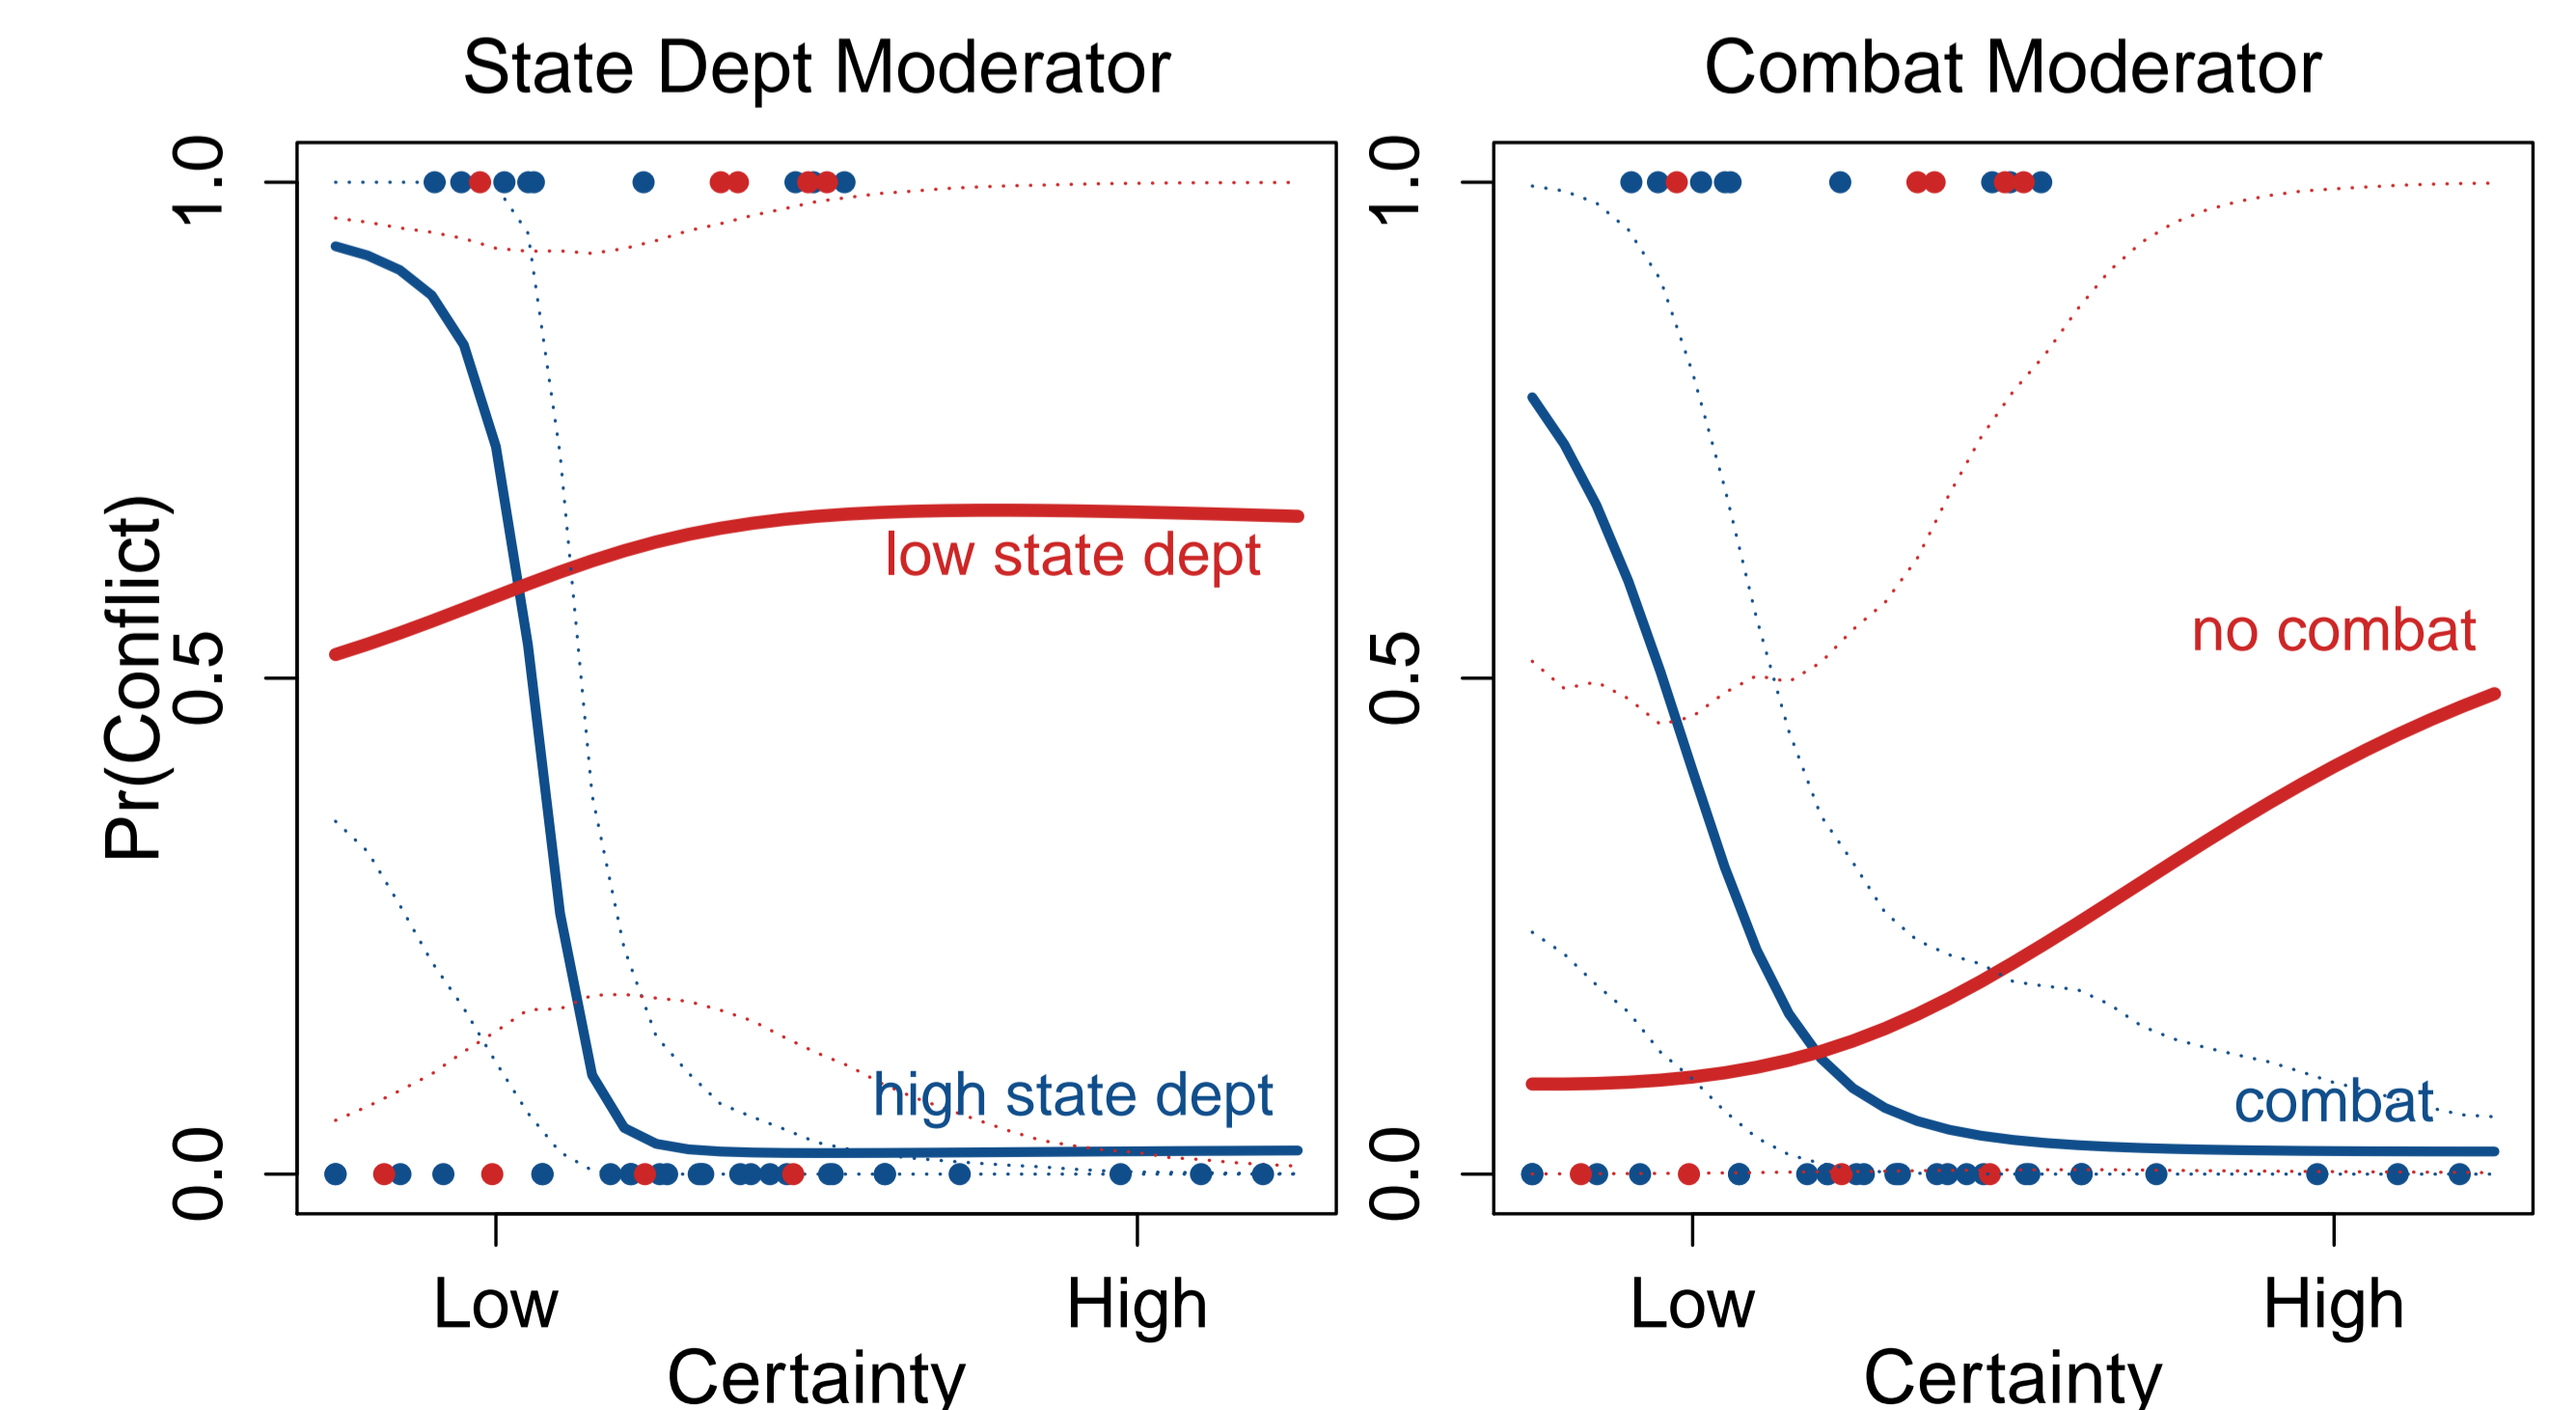 State Dept Moderator
Combat Moderator
Pr(Conflict)
1.0
0.5
0.0
low state dept
high state dept
Low
High
Certainty
1.0
0.5
0.0
no combat
combat
Low
High
Certainty